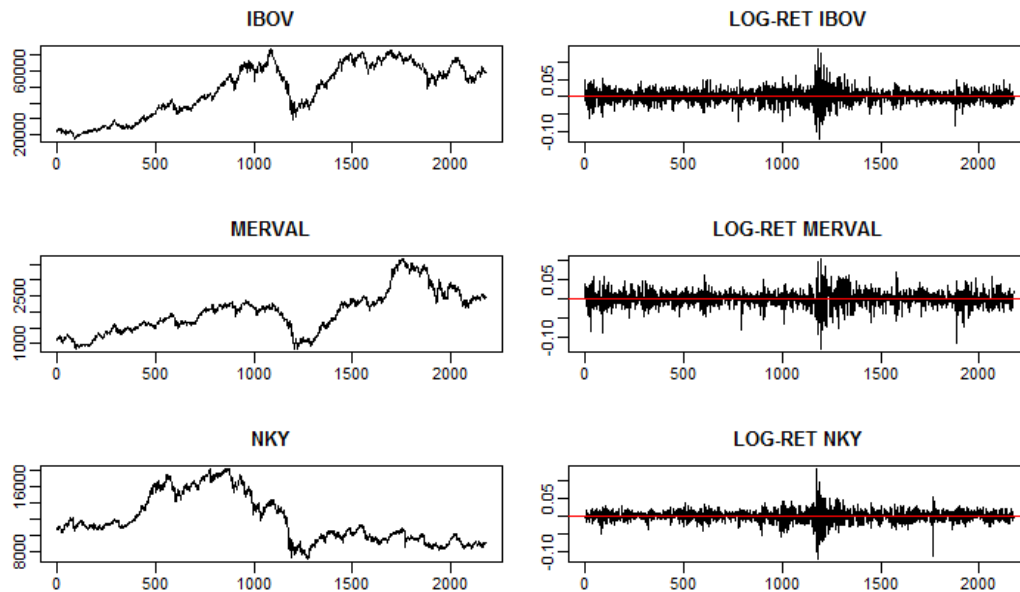 IBOV
LOG-RET IBOV
20000 60000
-0.10 0.05
0 500 1000 1500 2000
0 500 1000 1500 2000
MERVAL
LOG-RET MERVAL
1000 2500
-0.10 0.05
0 500 1000 1500 2000
0 500 1000 1500 2000
NKY
LOG-RET NKY
8000 16000
-0.10 0.05
0 500 1000 1500 2000
0 500 1000 1500 2000